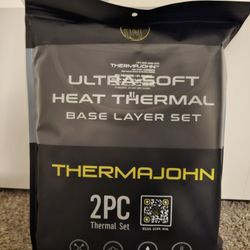 THERMAJOHN
ULTRA SOFT
HEAT THERMAL
BASE LAYER SET
THERMAJOHN
2PC
Thermal Set